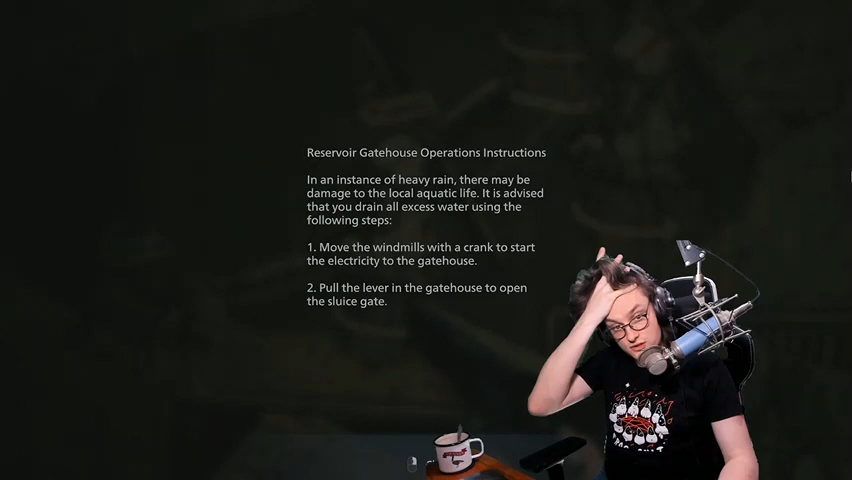 Reservoir Gatehouse Operations Instructions
In an instance of heavy rain, there may be
damage to the local aquatic life. It is advised
that you drain all excess water using the
following steps:
1. Move the windmills with a crank to start
the electricity to the gatehouse.
2. Pull the lever in the gatehouse to open
the sluice gate.